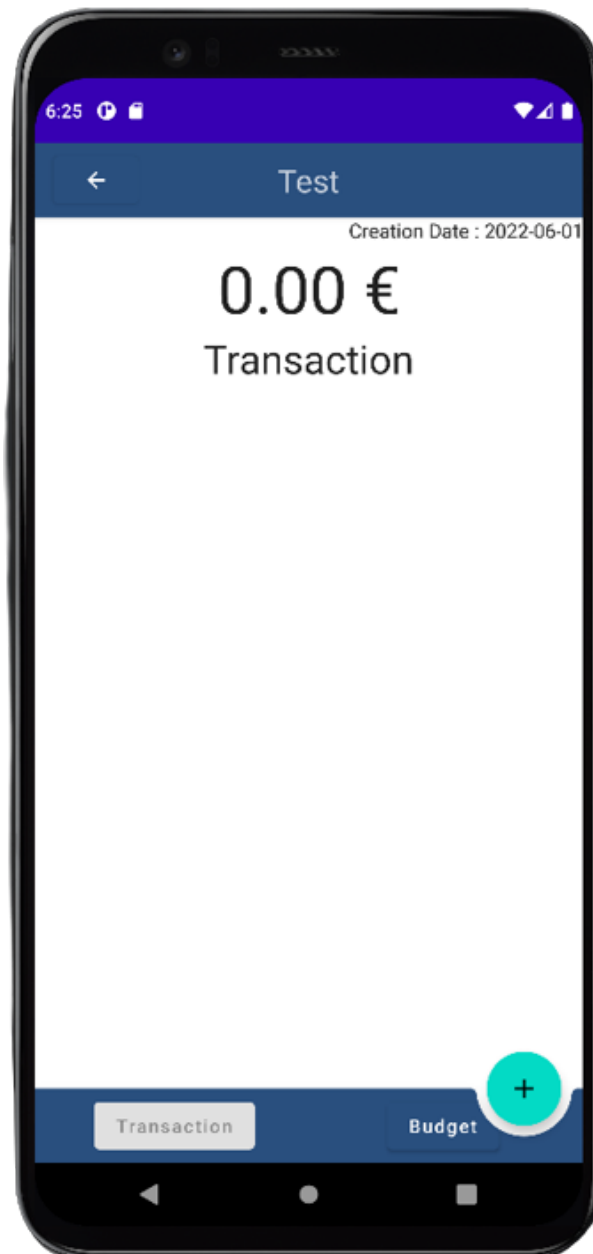 6:25
Test
Creation Date : 2022-06-01
0.00 €
Transaction
+
Transaction Budget